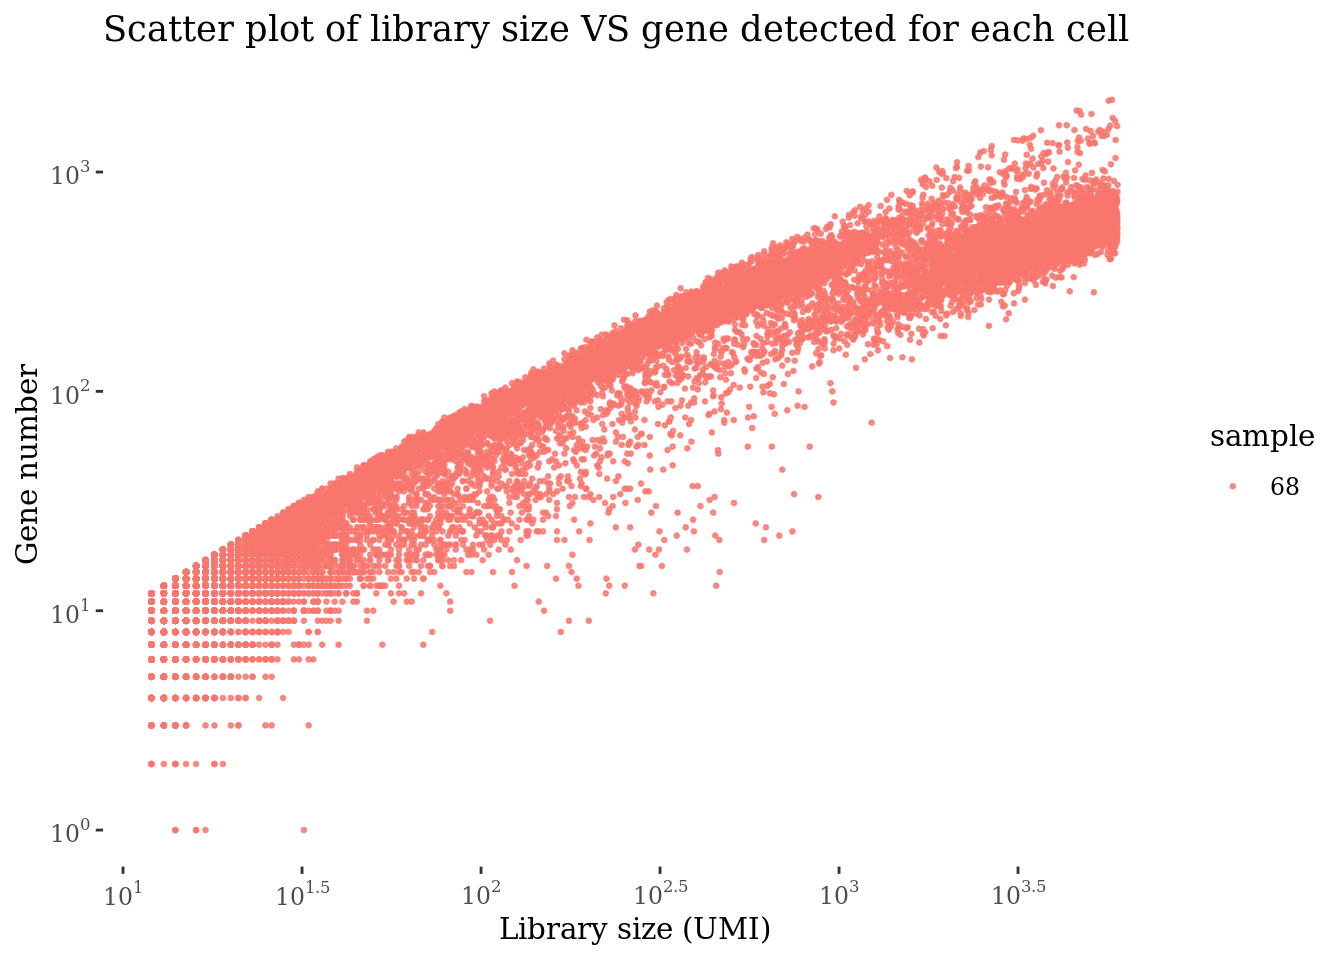 Scatter plot of library size VS gene detected for each cell
10^3
10^2
10^1
10^0
Gene number
10^1 10^1.5 10^2 10^2.5 10^3 10^3.5
Library size (UMI)
sample
68